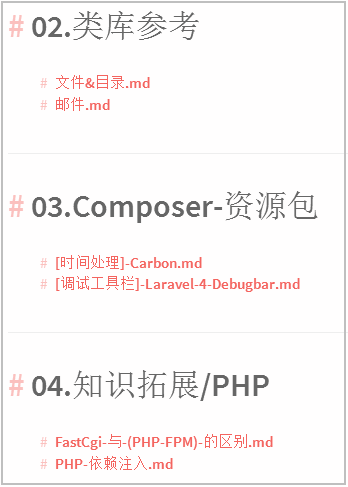 # 02.类库参考
# 文件&目录.md
# 邮件.md
# 03.Composer-资源包
# [时间处理]-Carbon.md
# [调试工具栏]-Laravel-4-Debugbar.md
# 04.知识拓展/PHP
# FastCgi-与-(PHP-FPM)-的区别.md
# PHP-依赖注入.md